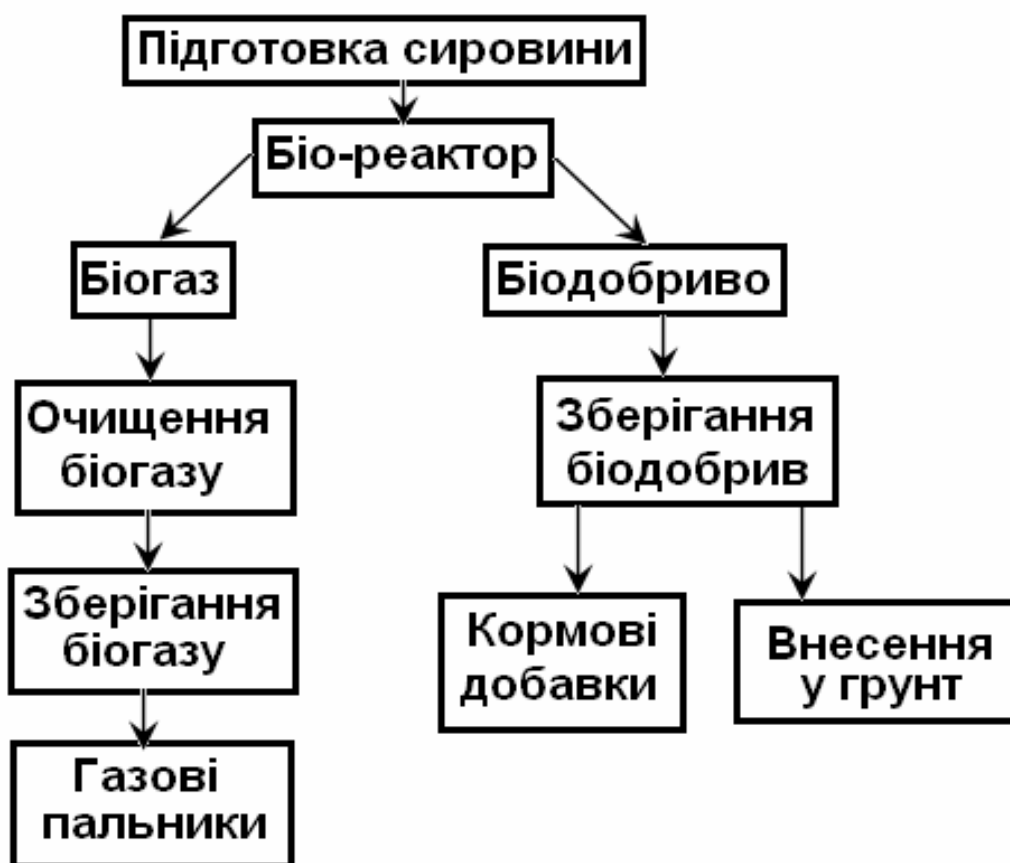 Підготовка сировини
Біо-реактор
Біогаз
Біодобриво
Очищення
біогазу
Зберігання
біодобрив
Зберігання
біогазу
Кормові
добавки
Внесення
у грунт
Газові
пальники